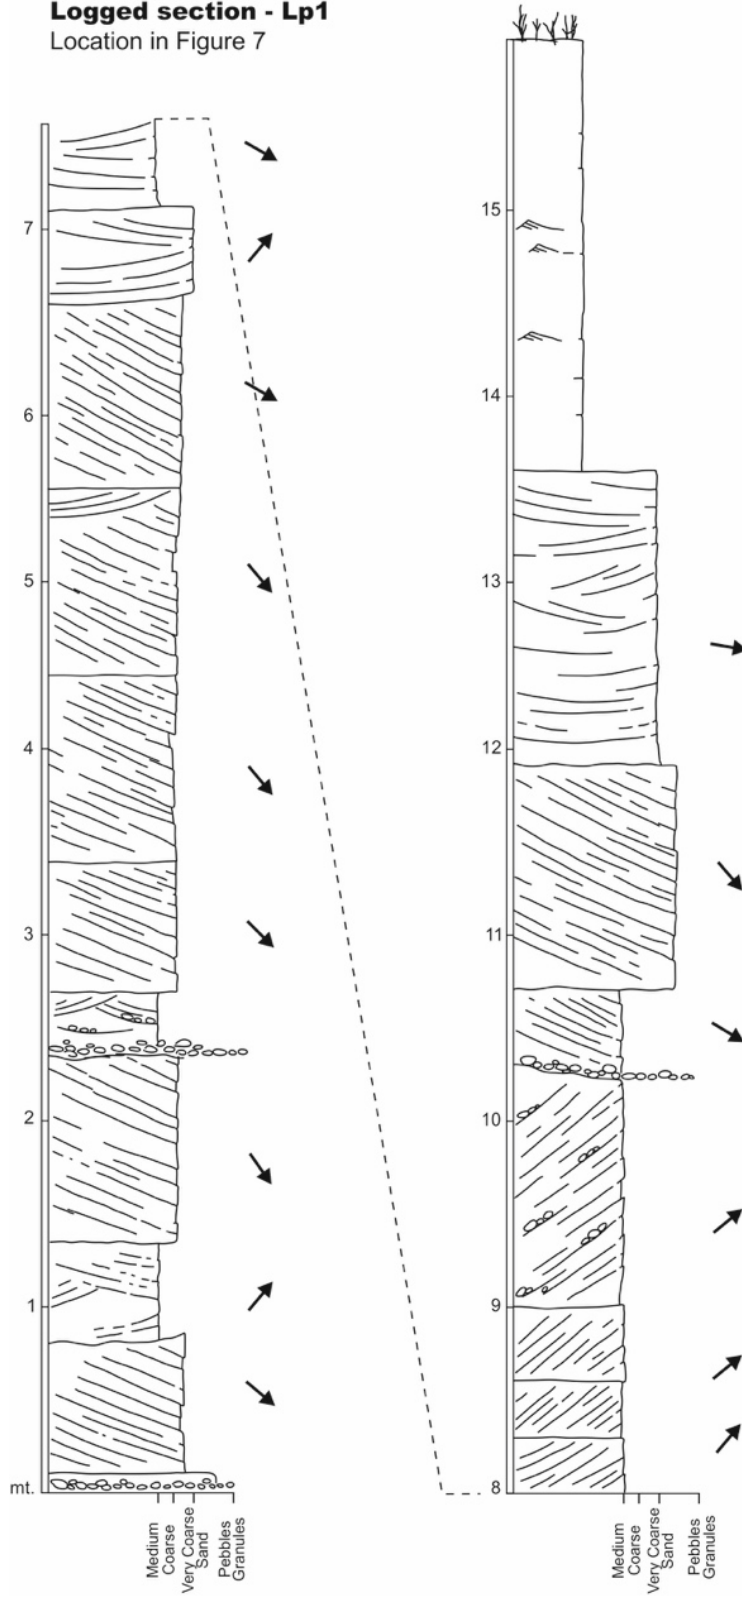 Logged section - Lp1
Location in Figure 7
7
6
5
4
3
2
1
mt.
Medium
Coarse
Very Coarse
Sand
Pebbles
Granules
15
14
13
12
11
10
9
8
Medium
Coarse
Very Coarse
Sand
Pebbles
Granules